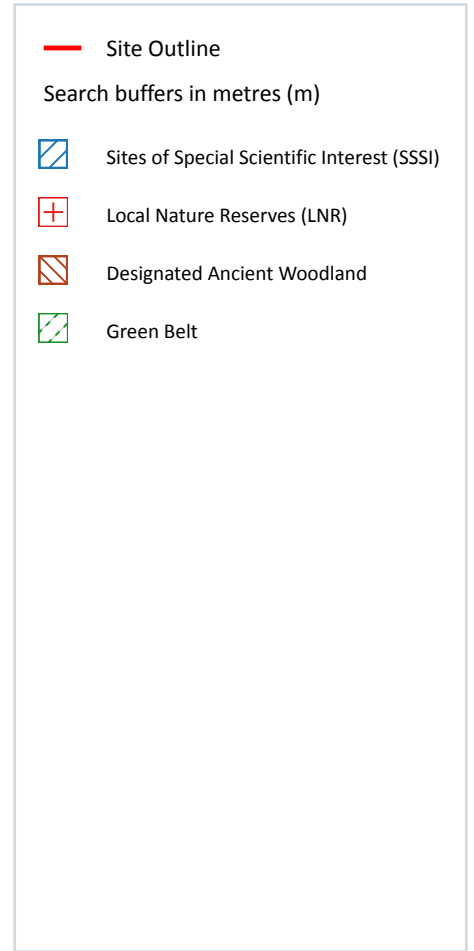 Site Outline
Search buffers in metres (m)
Sites of Special Scientific Interest (SSSI)
Local Nature Reserves (LNR)
Designated Ancient Woodland
Green Belt